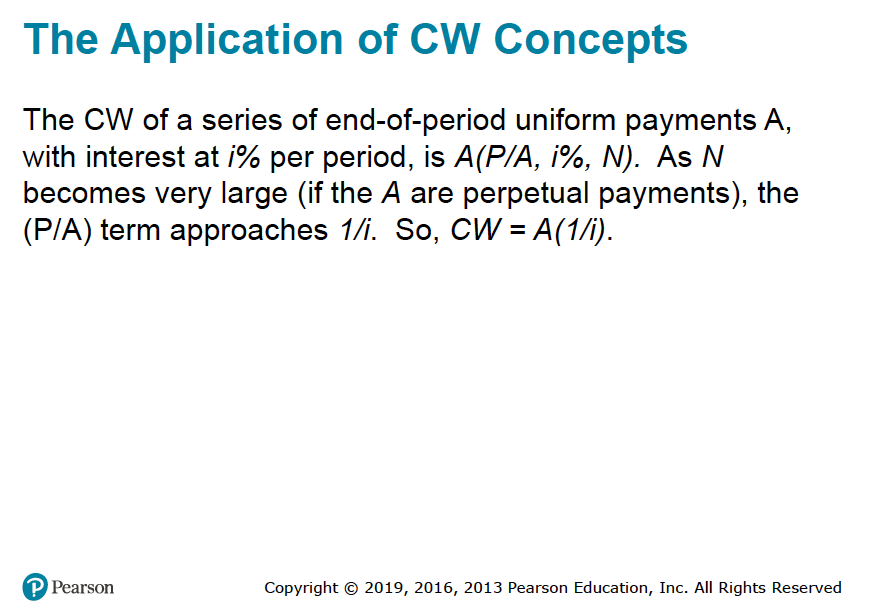 The Application of CW Concepts
The CW of a series of end-of-period uniform payments A,
with interest at i% per period, is A(P/A, i%, N).  As N
becomes very large (if the A are perpetual payments), the
(P/A) term approaches 1/i.  So, CW = A(1/i).
Pearson
Copyright © 2019, 2016, 2013 Pearson Education, Inc. All Rights Reserved